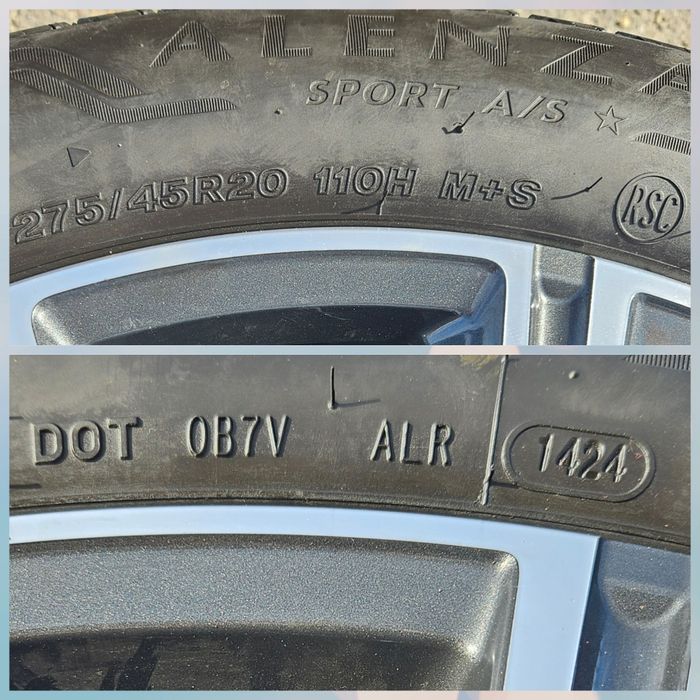 ALENZA
SPORT A/S
275/45R20 110H M+S RSC
DOT 0B7V ALR 1424